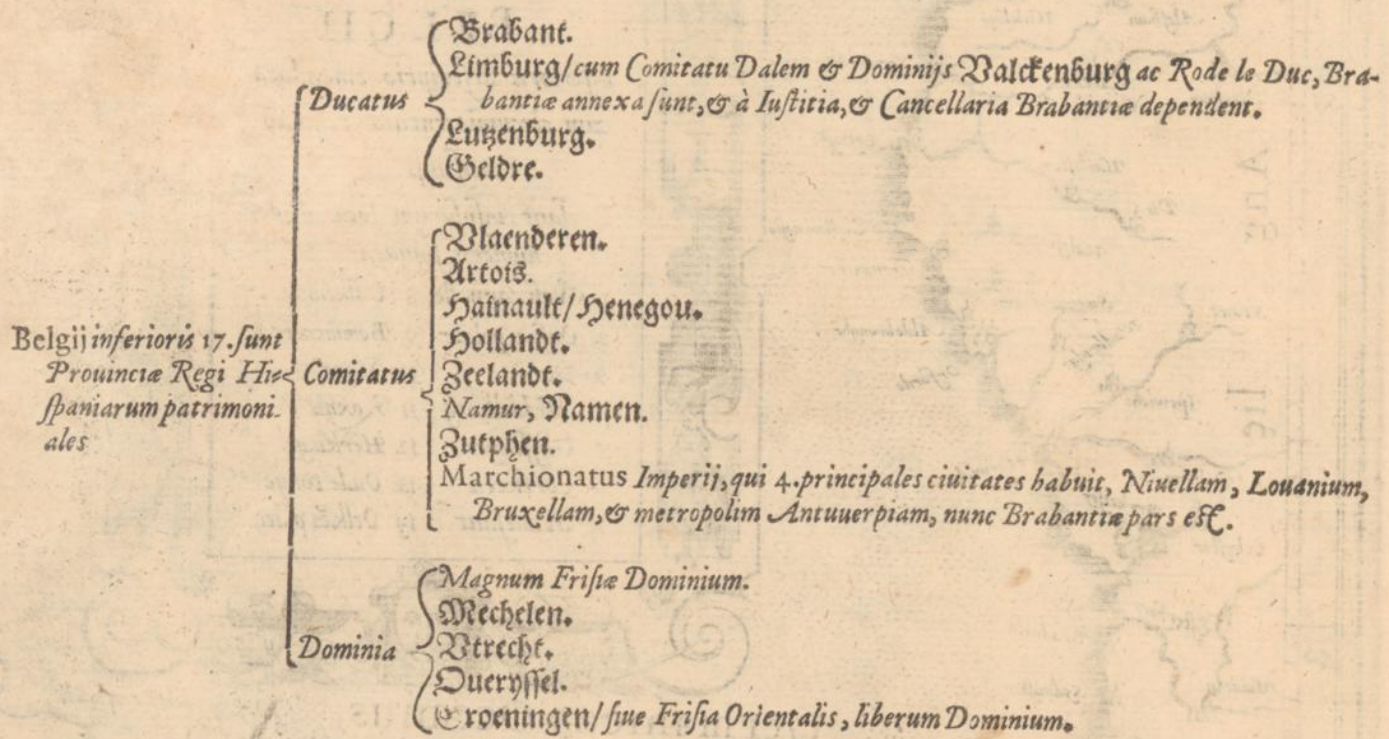 Brabant.
Limburg/cum Comitatu Dalem & Dominijs Valckenburg ac Rode le Duc, Bra-
bantiæ annexa sunt, & à Iustitia, & Cancellaria Brabantiæ dependent.
Ducatus
Lutzenburg.
Geldre.
Vlaenderen.
Artois.
Hainault/Henegou.
Hollandt.
Belgij inferioris 17. sunt
Prouinciæ Regi Hi-
spaniarum patrimoni-
ales
Comitatus
Zeelandt.
Namur, Namen.
Zutphen.
Marchionatus Imperij, qui 4. principales ciuitates habuit, Niuellam, Louanium,
Bruxellam, & metropolim Antuuerpiam, nunc Brabantiæ pars est.
Magnum Frisiæ Dominium.
Mechelen.
Dominia
Vtrecht.
Oueryssel.
Groeningen/siue Frisia Orientalis, liberum Dominium.